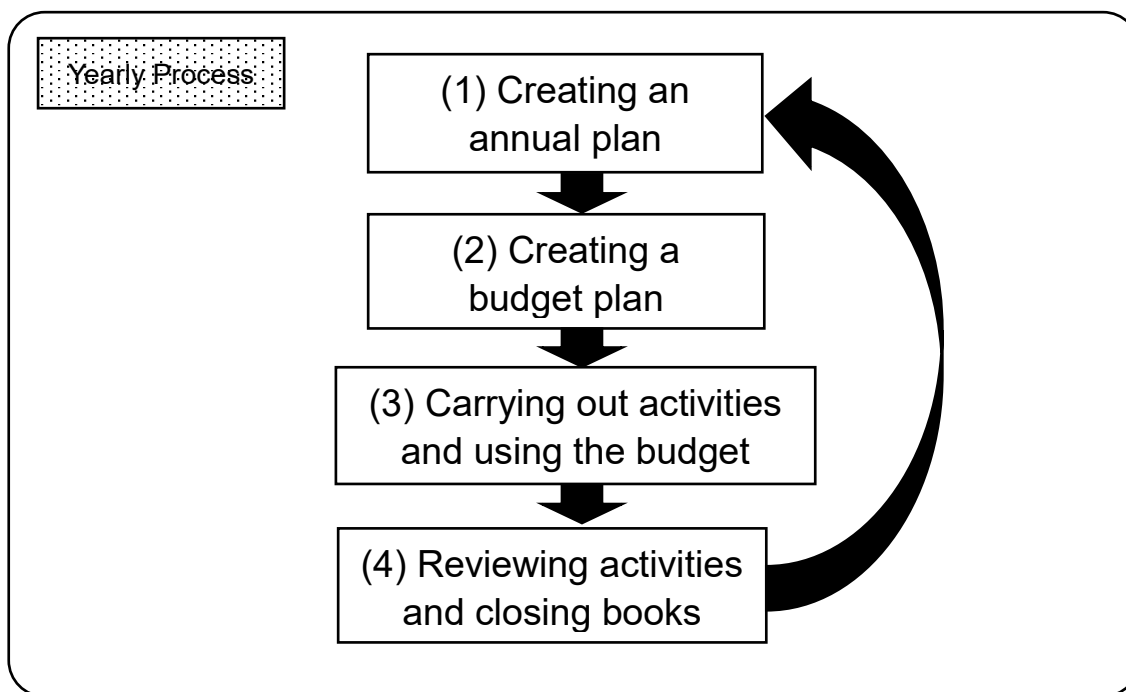 Yearly Process
(1) Creating an
annual plan
(2) Creating a
budget plan
(3) Carrying out activities
and using the budget
(4) Reviewing activities
and closing books